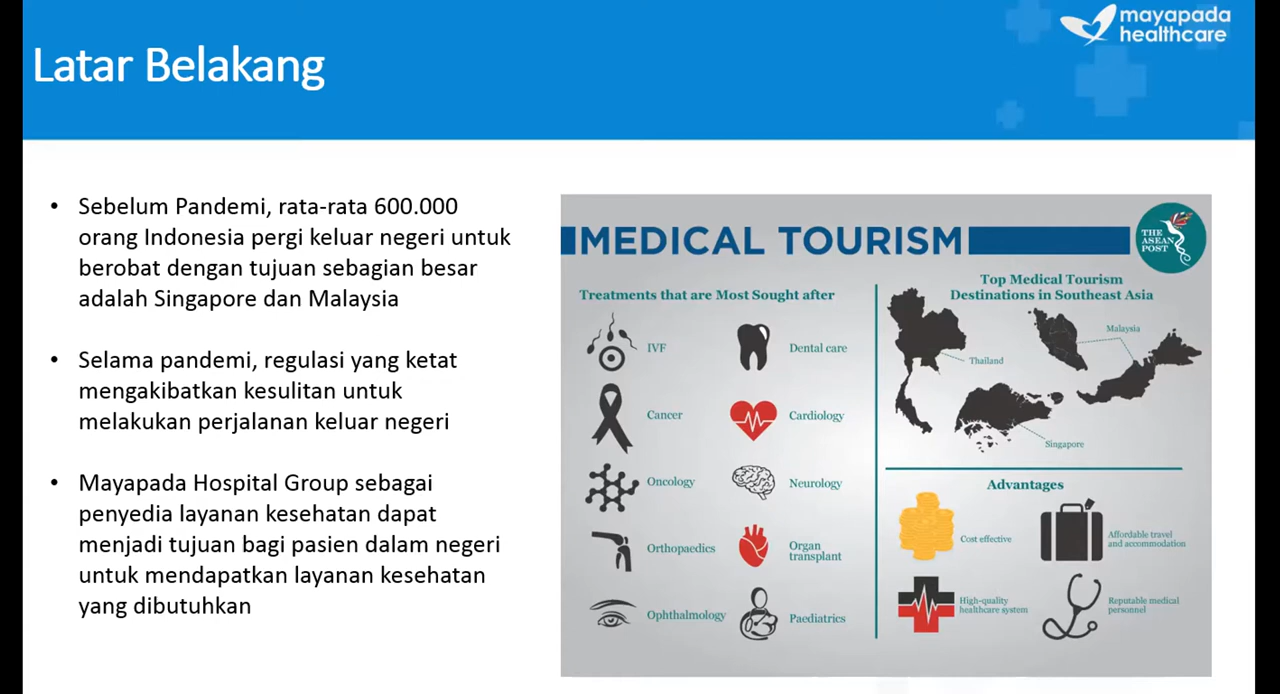 mayapada
healthcare
Latar Belakang
• Sebelum Pandemi, rata-rata 600.000
orang Indonesia pergi keluar negeri untuk
berobat dengan tujuan sebagian besar
adalah Singapore dan Malaysia
• Selama pandemi, regulasi yang ketat
mengakibatkan kesulitan untuk
melakukan perjalanan keluar negeri
• Mayapada Hospital Group sebagai
penyedia layanan kesehatan dapat
menjadi tujuan bagi pasien dalam negeri
untuk mendapatkan layanan kesehatan
yang dibutuhkan
MEDICAL TOURISM
THE
ASEAN
POST
Treatments that are Most Sought after
IVF
Dental care
Cancer
Cardiology
Oncology
Neurology
Orthopaedics
Organ
transplant
Ophthalmology
Paediatrics
Top Medical Tourism
Destinations in Southeast Asia
Malaysia
Thailand
Singapore
Advantages
Cost effective
Affordable travel
and accommodation
High-quality
healthcare system
Reputable medical
personnel